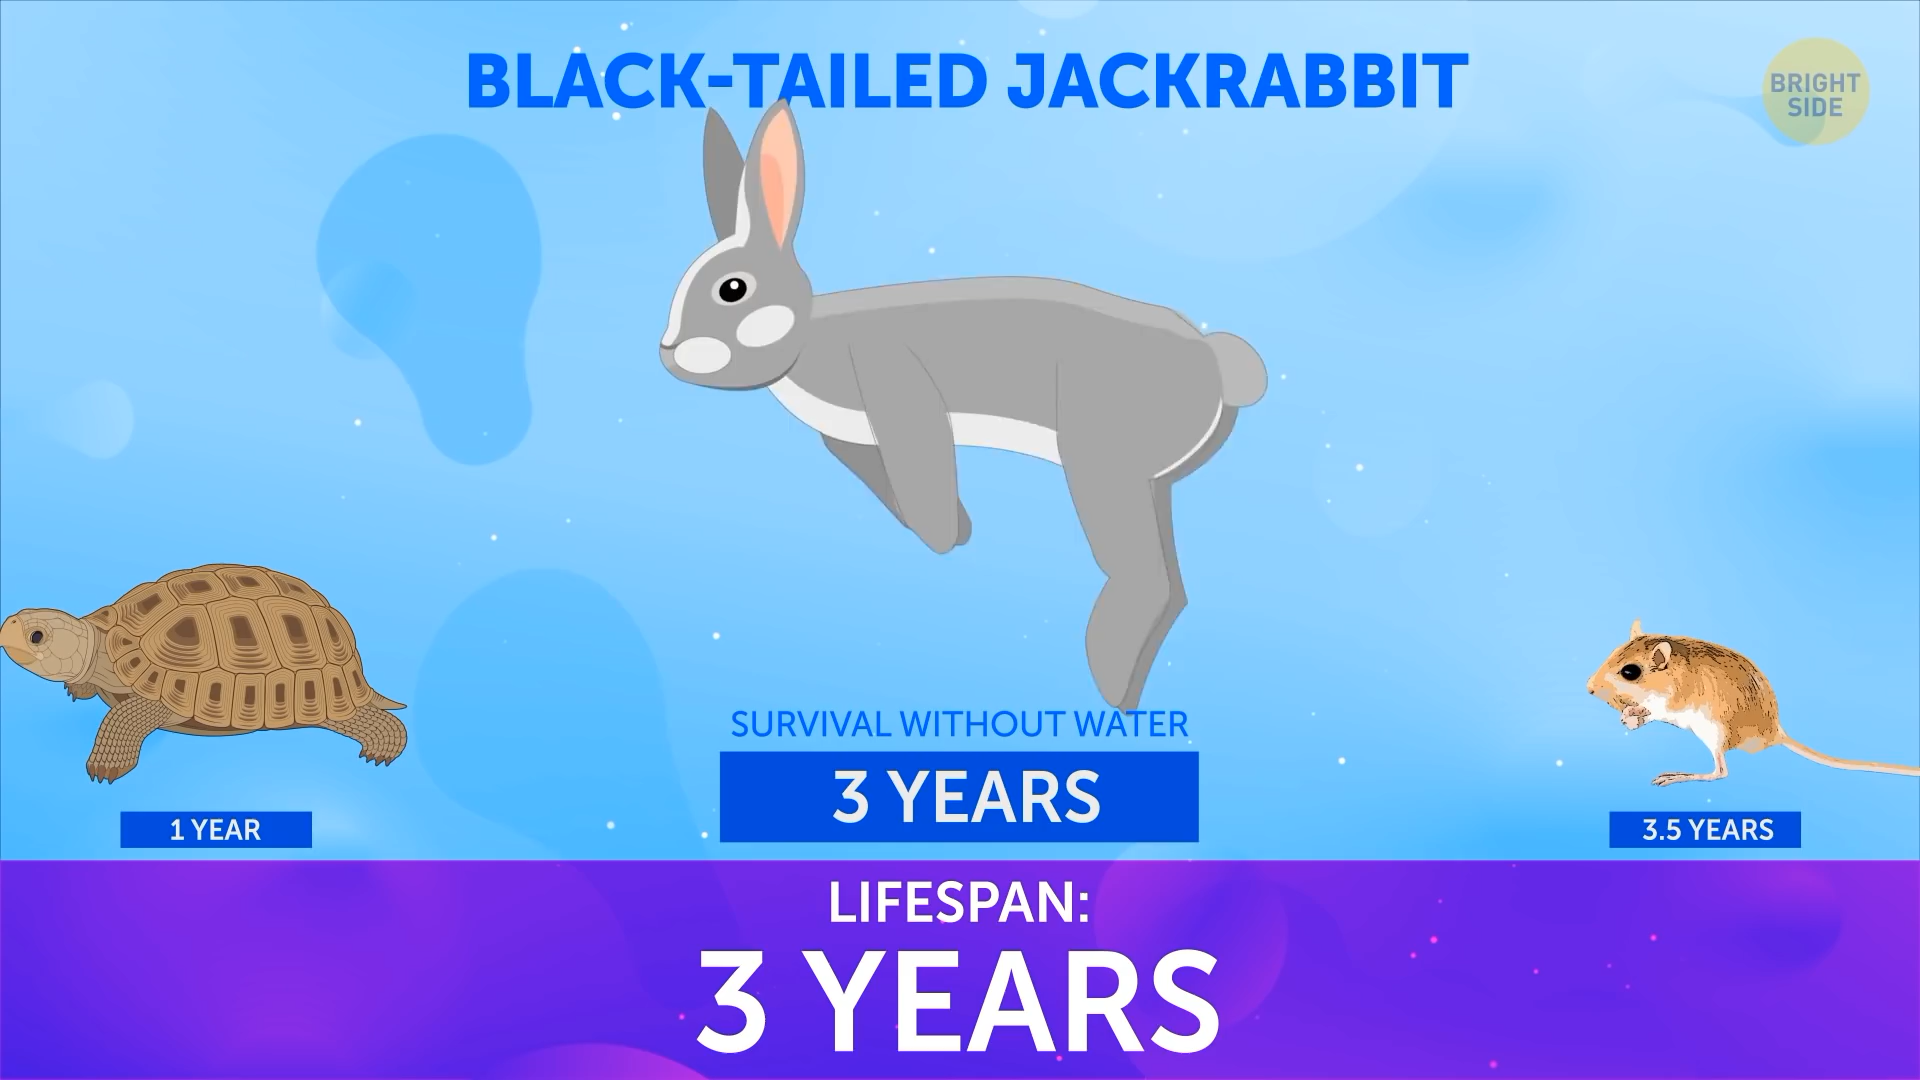 BLACK-TAILED JACKRABBIT
BRIGHT
SIDE
SURVIVAL WITHOUT WATER
3 YEARS
1 YEAR
3.5 YEARS
LIFESPAN:
3 YEARS